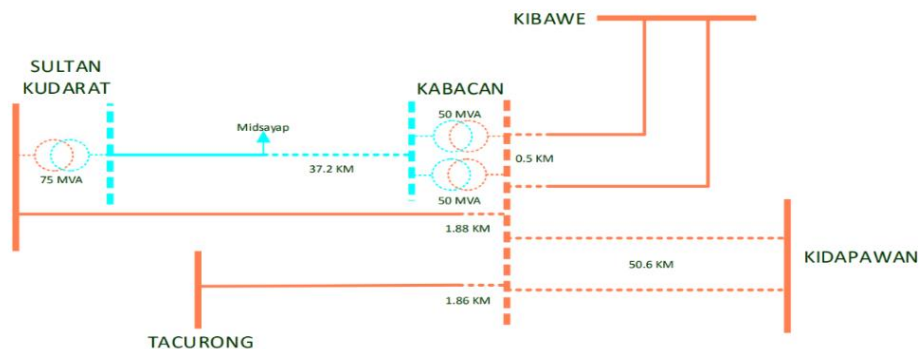 KIBAWE
SULTAN
KUDARAT
KABACAN
50 MVA
Midsayap
0.5 KM
37.2 KM
75 MVA
50 MVA
1.88 KM
KIDAPAWAN
50.6 KM
1.86 KM
TACURONG